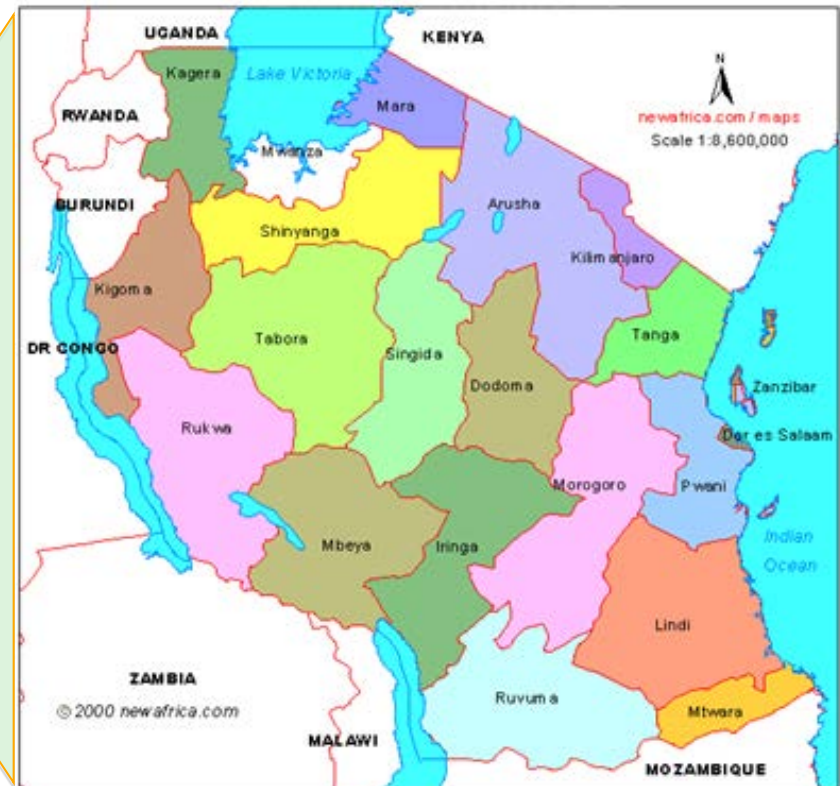 UGANDA
KENYA
Kagera
Lake Victoria
N
Mara
newafrica.com / maps
RWANDA
Scale 1:8,600,000
Mwanza
BURUNDI
Arusha
Shinyanga
Kilimanjaro
Kigoma
Tabora
Tanga
DR CONGO
Singida
Dodoma
Zanzibar
Rukwa
Dar es Salaam
Morogoro
Pwani
Mbeya
Iringa
Indian
Ocean
Lindi
ZAMBIA
Ruvuma
© 2000 newafrica.com
Mtwara
MALAWI
MOZAMBIQUE